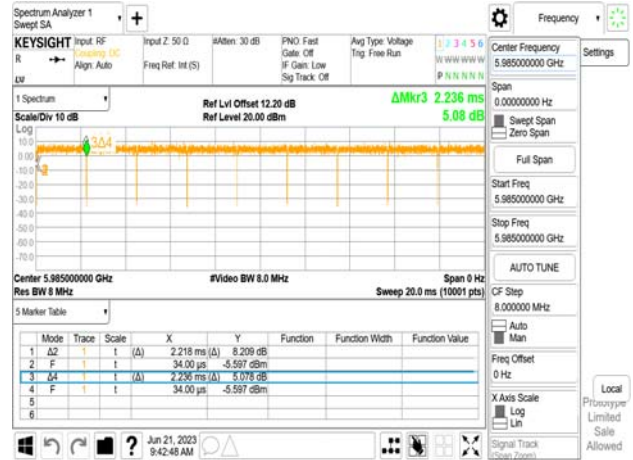 Spectrum Analyzer 1
Swept SA
+
Frequency
KEYSIGHT
R
Input: RF
Coupling: DC
Align: Auto
Input Z: 50 Ω
Freq Ref: Int (S)
#Atten: 30 dB
PNO: Fast
Gate: Off
IF Gain: Low
Sig Track: Off
Avg Type: Voltage
Trig: Free Run
1 2 3 4 5 6
W W W W W W
P N N N N N
LU
1 Spectrum
Scale/Div 10 dB
Ref Lvl Offset 12.20 dB
Ref Level 20.00 dBm
ΔMkr3 2.236 ms
5.08 dB
Log
10.0
0.00
-10.0
-20.0
-30.0
-40.0
-50.0
-60.0
-70.0
3Δ4
Center 5.985000000 GHz
Res BW 8 MHz
#Video BW 8.0 MHz
Span 0 Hz
Sweep 20.0 ms (10001 pts)
5 Marker Table
Mode Trace Scale X Y Function Function Width Function Value
1 Δ2 1 t (Δ) 2.218 ms (Δ) 8.209 dB
2 F 1 t 34.00 µs -5.597 dBm
3 Δ4 1 t (Δ) 2.236 ms (Δ) 5.078 dB
4 F 1 t 34.00 µs -5.597 dBm
5
6
?
Jun 21, 2023
9:42:48 AM
Center Frequency
5.985000000 GHz
Settings
Span
0.00000000 Hz
Swept Span
Zero Span
Full Span
Start Freq
5.985000000 GHz
Stop Freq
5.985000000 GHz
AUTO TUNE
CF Step
8.000000 MHz
Auto
Man
Freq Offset
0 Hz
X Axis Scale
Log
Lin
Signal Track
(Span Zoom)
Local
Prototype
Limited
Sale
Allowed